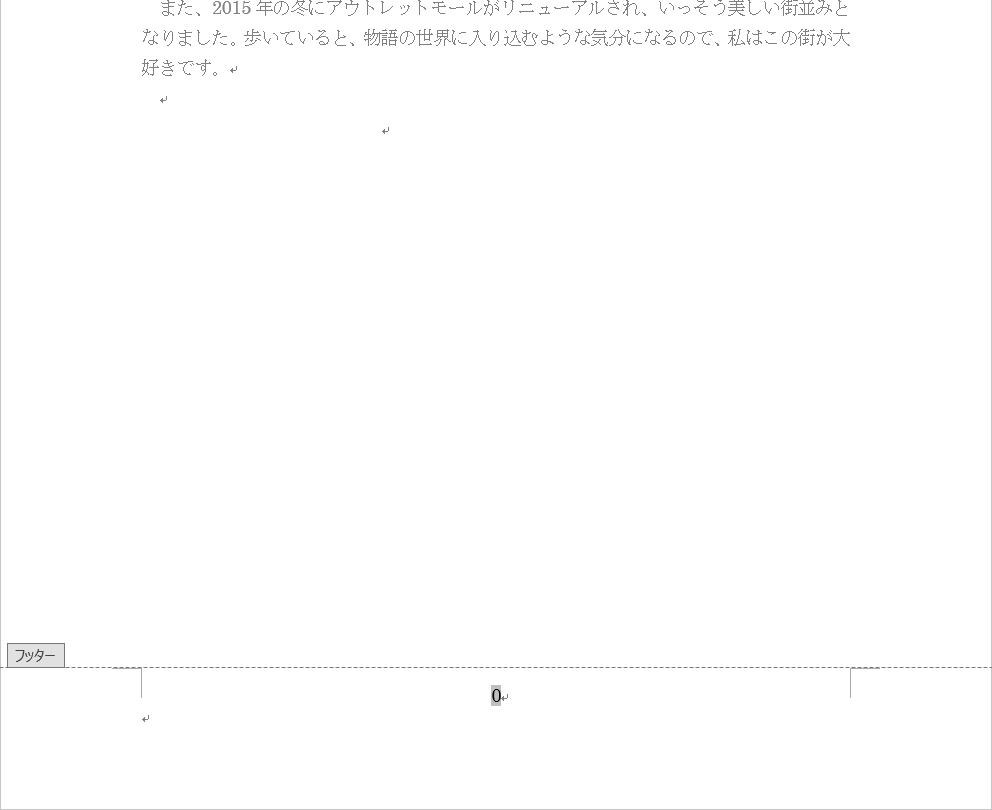 また、2015 年の冬にアウトレットモールがリニューアルされ、いっそう美しい街並みと
なりました。歩いていると、物語の世界に入り込むような気分になるので、私はこの街が大
好きです。
フッター
0